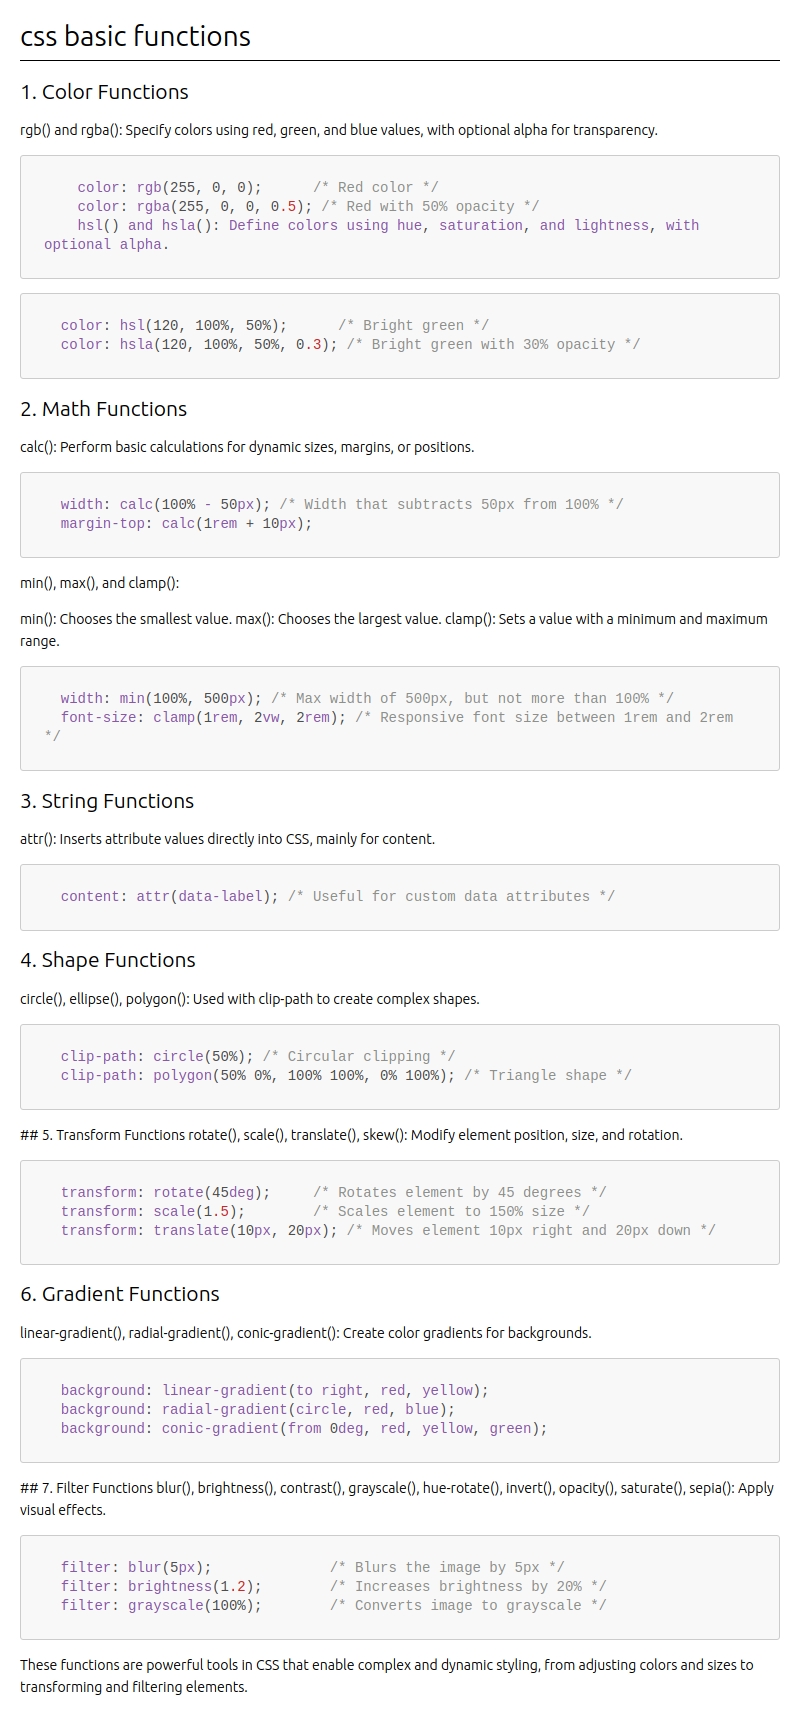 css basic functions
1. Color Functions
rgb() and rgba(): Specify colors using red, green, and blue values, with optional alpha for transparency.
color: rgb(255, 0, 0);      /* Red color */
color: rgba(255, 0, 0, 0.5); /* Red with 50% opacity */
hsl() and hsla(): Define colors using hue, saturation, and lightness, with
optional alpha.
color: hsl(120, 100%, 50%);      /* Bright green */
color: hsla(120, 100%, 50%, 0.3); /* Bright green with 30% opacity */
2. Math Functions
calc(): Perform basic calculations for dynamic sizes, margins, or positions.
width: calc(100% - 50px); /* Width that subtracts 50px from 100% */
margin-top: calc(1rem + 10px);
min(), max(), and clamp():
min(): Chooses the smallest value. max(): Chooses the largest value. clamp(): Sets a value with a minimum and maximum
range.
width: min(100%, 500px); /* Max width of 500px, but not more than 100% */
font-size: clamp(1rem, 2vw, 2rem); /* Responsive font size between 1rem and 2rem
*/
3. String Functions
attr(): Inserts attribute values directly into CSS, mainly for content.
content: attr(data-label); /* Useful for custom data attributes */
4. Shape Functions
circle(), ellipse(), polygon(): Used with clip-path to create complex shapes.
clip-path: circle(50%); /* Circular clipping */
clip-path: polygon(50% 0%, 100% 100%, 0% 100%); /* Triangle shape */
## 5. Transform Functions rotate(), scale(), translate(), skew(): Modify element position, size, and rotation.
transform: rotate(45deg);     /* Rotates element by 45 degrees */
transform: scale(1.5);        /* Scales element to 150% size */
transform: translate(10px, 20px); /* Moves element 10px right and 20px down */
6. Gradient Functions
linear-gradient(), radial-gradient(), conic-gradient(): Create color gradients for backgrounds.
background: linear-gradient(to right, red, yellow);
background: radial-gradient(circle, red, blue);
background: conic-gradient(from 0deg, red, yellow, green);
## 7. Filter Functions blur(), brightness(), contrast(), grayscale(), hue-rotate(), invert(), opacity(), saturate(), sepia(): Apply
visual effects.
filter: blur(5px);              /* Blurs the image by 5px */
filter: brightness(1.2);        /* Increases brightness by 20% */
filter: grayscale(100%);        /* Converts image to grayscale */
These functions are powerful tools in CSS that enable complex and dynamic styling, from adjusting colors and sizes to
transforming and filtering elements.